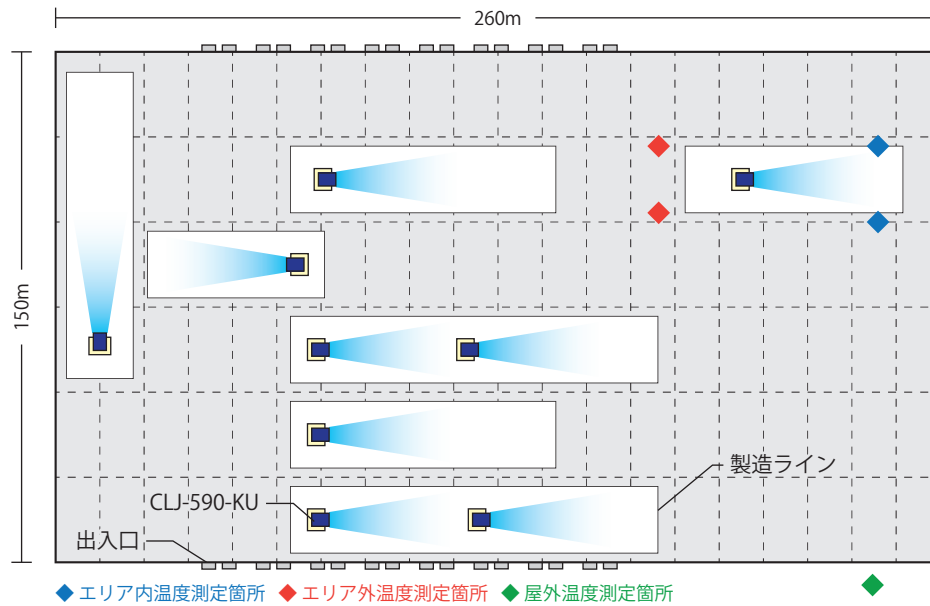 260m
150m
製造ライン
CLJ-590-KU
出入口
◆ エリア内温度測定箇所 ◆ エリア外温度測定箇所 ◆ 屋外温度測定箇所